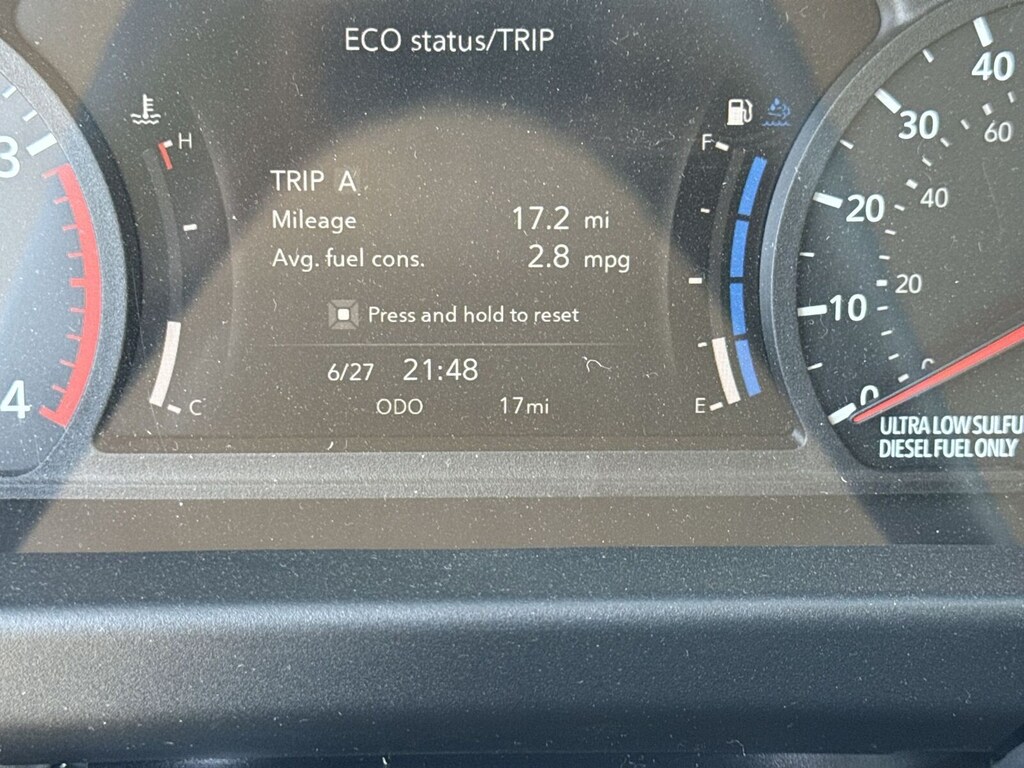 ECO status/TRIP
H
F
TRIP A
Mileage 17.2 mi
Avg. fuel cons. 2.8 mpg
Press and hold to reset
6/27 21:48
ODO 17mi
C
E
3
4
40
30
60
20
40
10
20
0
0
ULTRA LOW SULFU
DIESEL FUEL ONLY